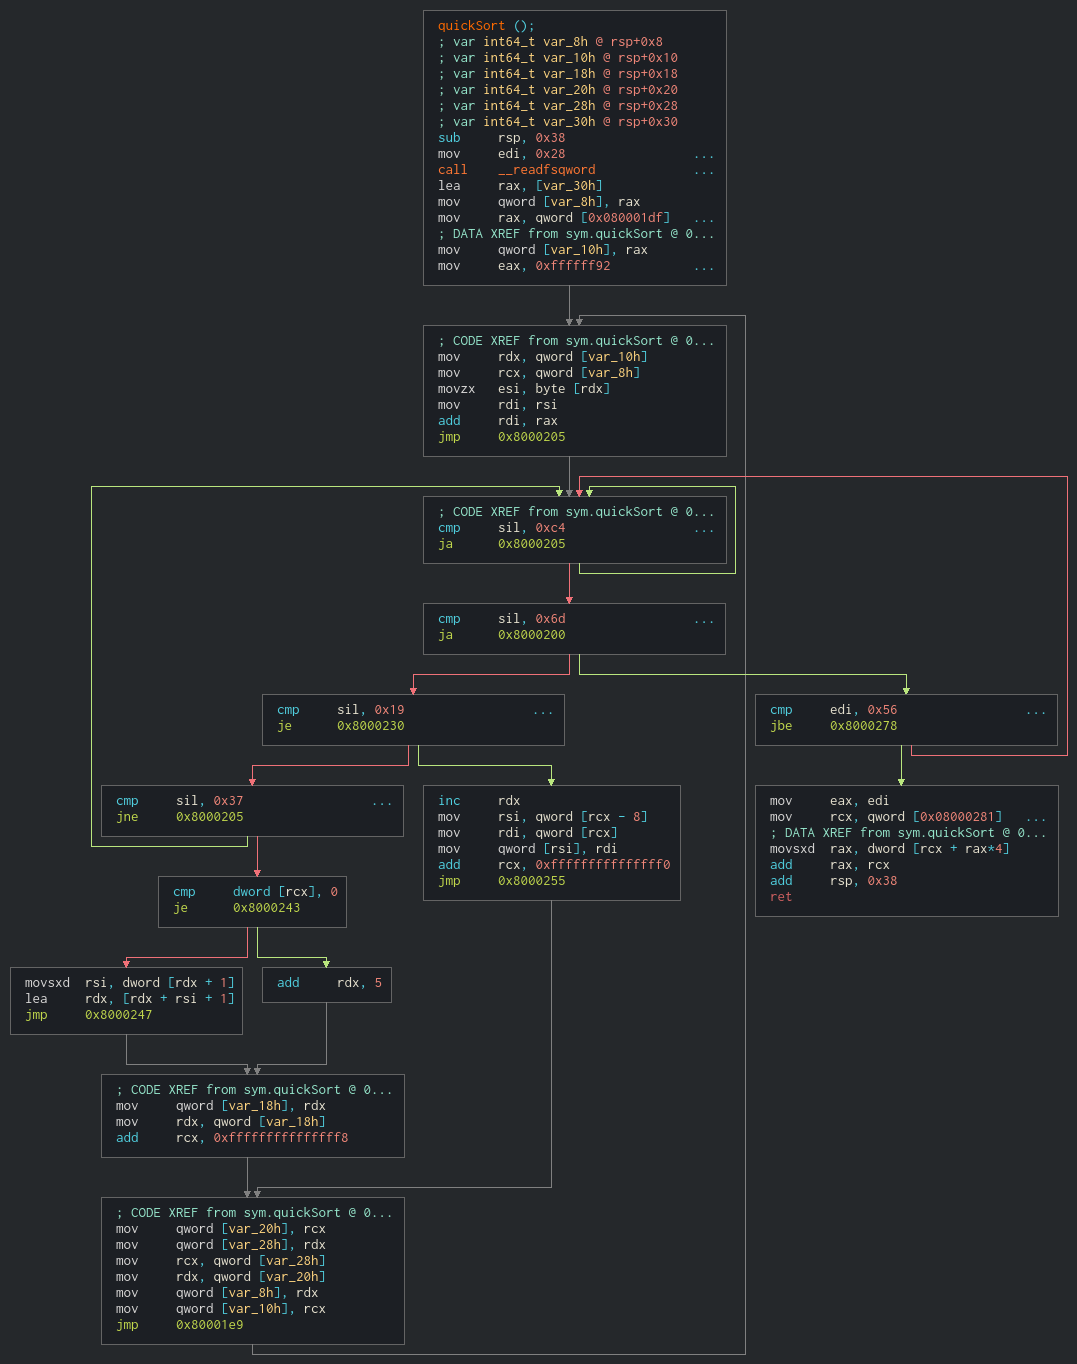 quickSort ();
; var int64_t var_8h @ rsp+0x8
; var int64_t var_10h @ rsp+0x10
; var int64_t var_18h @ rsp+0x18
; var int64_t var_20h @ rsp+0x20
; var int64_t var_28h @ rsp+0x28
; var int64_t var_30h @ rsp+0x30
sub rsp, 0x38
mov edi, 0x28 ...
call __readfsqword ...
lea rax, [var_30h]
mov qword [var_8h], rax
mov rax, qword [0x080001df] ...
; DATA XREF from sym.quickSort @ 0...
mov qword [var_10h], rax
mov eax, 0xffffff92 ...
; CODE XREF from sym.quickSort @ 0...
mov rdx, qword [var_10h]
mov rcx, qword [var_8h]
movzx esi, byte [rdx]
mov rdi, rsi
add rdi, rax
jmp 0x8000205
; CODE XREF from sym.quickSort @ 0...
cmp sil, 0xc4 ...
ja 0x8000205
cmp sil, 0x6d ...
ja 0x8000200
cmp sil, 0x19 ...
je 0x8000230
cmp edi, 0x56 ...
jbe 0x8000278
cmp sil, 0x37 ...
jne 0x8000205
inc rdx
mov rsi, qword [rcx - 8]
mov rdi, qword [rcx]
mov qword [rsi], rdi
add rcx, 0xfffffffffffffff0
jmp 0x8000255
mov eax, edi
mov rcx, qword [0x08000281] ...
; DATA XREF from sym.quickSort @ 0...
movsxd rax, dword [rcx + rax*4]
add rax, rcx
add rsp, 0x38
ret
cmp dword [rcx], 0
je 0x8000243
movsxd rsi, dword [rdx + 1]
lea rdx, [rdx + rsi + 1]
jmp 0x8000247
add rdx, 5
; CODE XREF from sym.quickSort @ 0...
mov qword [var_18h], rdx
mov rdx, qword [var_18h]
add rcx, 0xfffffffffffffff8
; CODE XREF from sym.quickSort @ 0...
mov qword [var_20h], rcx
mov qword [var_28h], rdx
mov rcx, qword [var_28h]
mov rdx, qword [var_20h]
mov qword [var_8h], rdx
mov qword [var_10h], rcx
jmp 0x80001e9